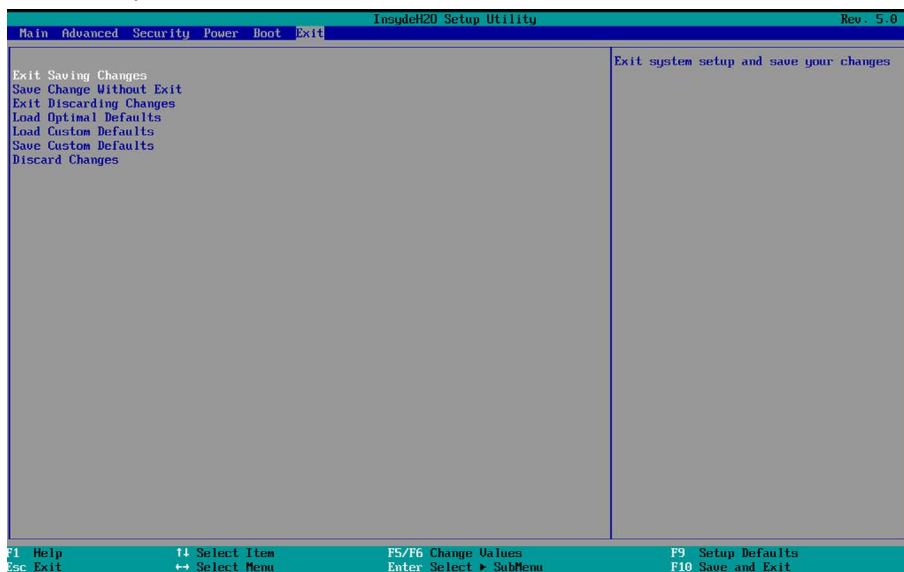 InsydeH2O Setup Utility Rev. 5.0
Main Advanced Security Power Boot Exit
Exit Saving Changes
Save Change Without Exit
Exit Discarding Changes
Load Optimal Defaults
Load Custom Defaults
Save Custom Defaults
Discard Changes
Exit system setup and save your changes
F1 Help ↑↓ Select Item F5/F6 Change Values F9 Setup Defaults
Esc Exit ↔ Select Menu Enter Select ► SubMenu F10 Save and Exit